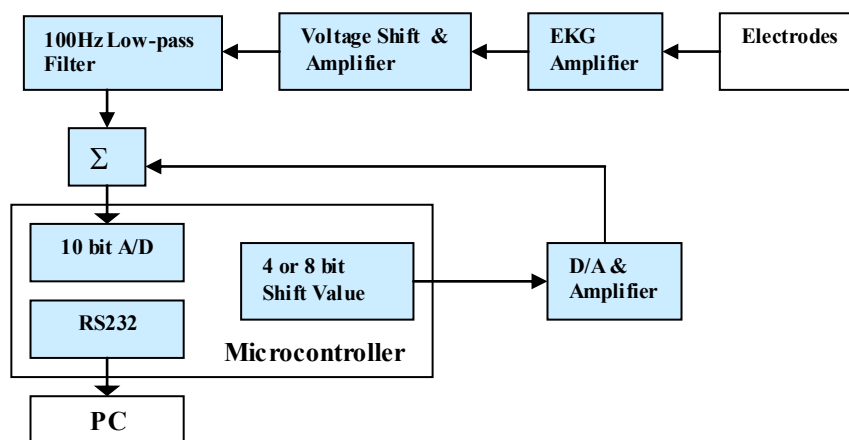 100Hz Low-pass
Filter
Voltage Shift &
Amplifier
EKG
Amplifier
Electrodes
Σ
10 bit A/D
4 or 8 bit
Shift Value
D/A &
Amplifier
RS232
Microcontroller
PC